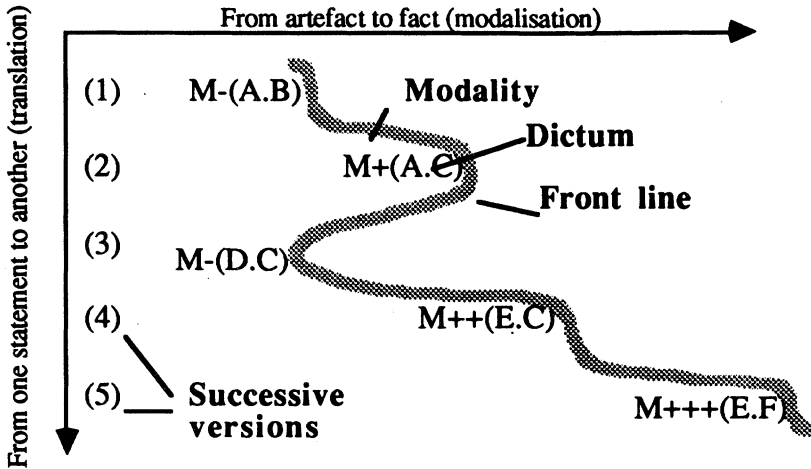 From artefact to fact (modalisation)
From one statement to another (translation)
(1) M-(A.B) Modality
Dictum
(2) M+(A.C)
Front line
(3) M-(D.C)
(4) M++(E.C)
(5) Successive
versions
M+++(E.F)